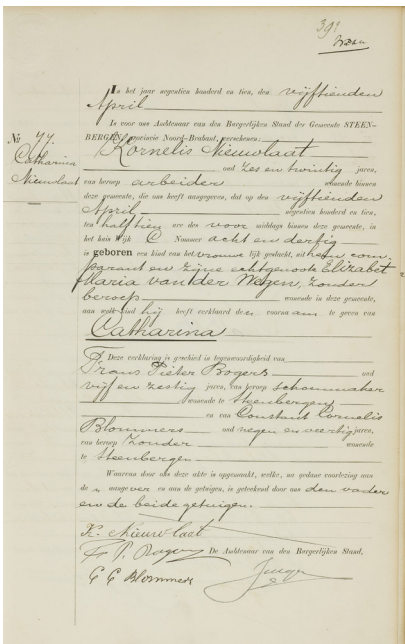 In het jaar negentien honderd en tien, den vijftienden
April
is voor ons Ambtenaar van den Burgerlijken Stand der Gemeente STEEN-
BERGEN, provincie Noord-Brabant, verschenen:
No 77.
Catharina
Nieuwlaat
Kornelis Nieuwlaat
oud zes en twintig jaren,
van beroep arbeider woonende binnen
deze gemeente, die ons heeft aangegeven, dat op den vijftienden
April negentien honderd en tien,
ten half tien ure des voor middags binnen deze gemeente, in
het huis Wijk C Nummer acht en dertig
is geboren een kind van het vrouwelijk geslacht, uit hem com-
parant en zijne echtgenoote Elizabet
Maria van der Wegen, zonder
beroep woonende in deze gemeente,
aan welk kind hij heeft verklaard den voornaam te geven van
Catharina
Deze verklaring is geschied in tegenwoordigheid van
Frans Pieter Bogers oud
vijf en zestig jaren, van beroep schoenmaker
woonende te Steenbergen
en van Constant Cornelis
Blommers oud negen en veertig jaren,
van beroep zonder woonende
te Steenbergen
Waarvan door ons deze akte is opgemaakt, welke, na gedane voorlezing aan
de aangever en aan de getuigen, is geteekend door ons den vader
en de beide getuigen.
K. Nieuwlaat
F. P. Bogers De Ambtenaar van den Burgerlijken Stand,
C C Blommers